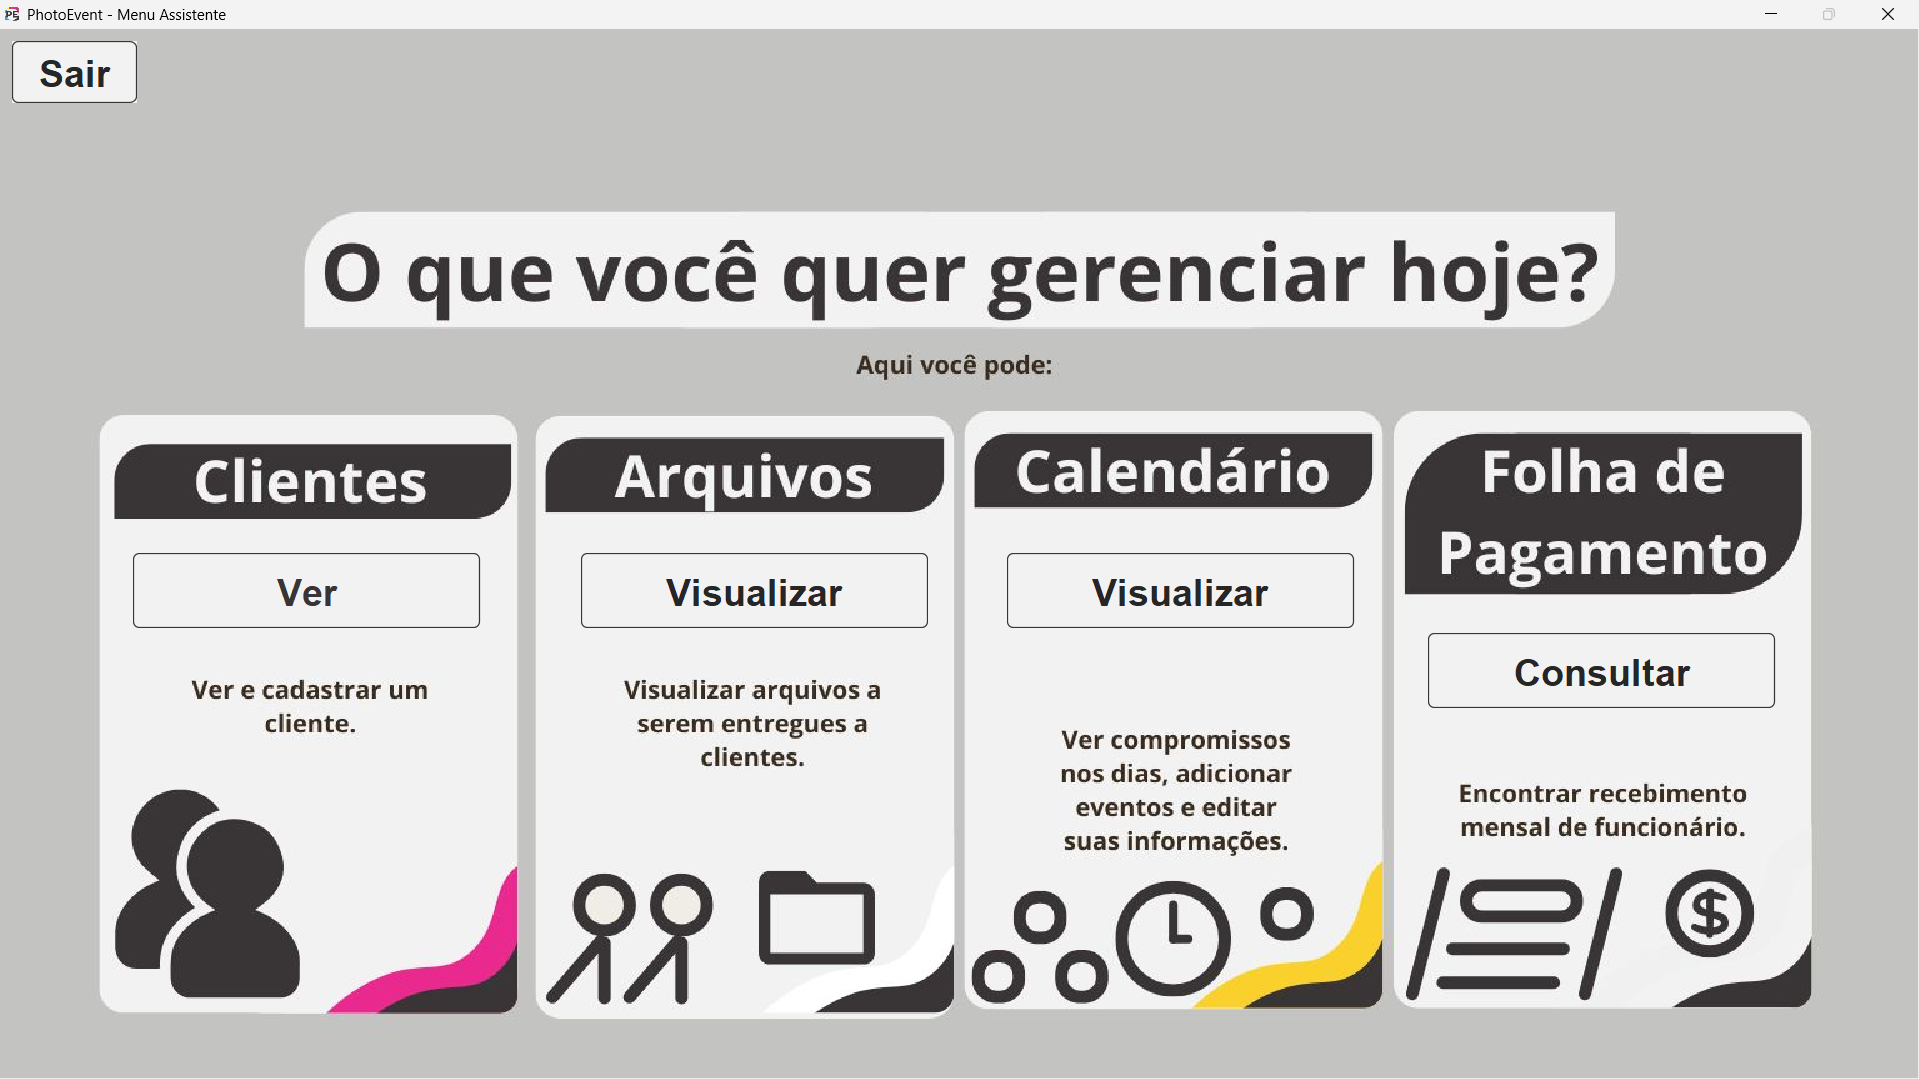 PhotoEvent - Menu Assistente
Sair
O que você quer gerenciar hoje?
Aqui você pode:
Clientes
Ver
Ver e cadastrar um
cliente.
Arquivos
Visualizar
Visualizar arquivos a
serem entregues a
clientes.
Calendário
Visualizar
Ver compromissos
nos dias, adicionar
eventos e editar
suas informações.
Folha de
Pagamento
Consultar
Encontrar recebimento
mensal de funcionário.
$